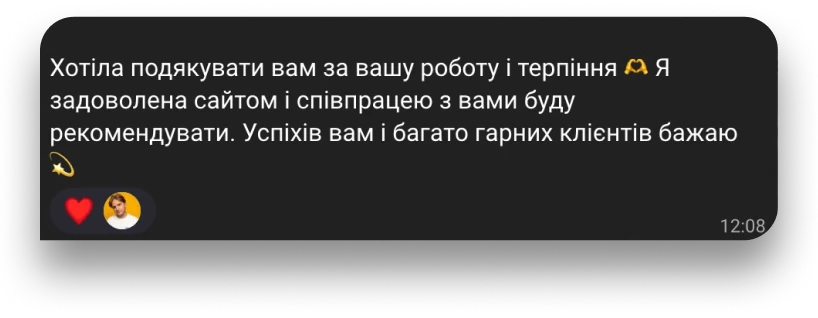 Хотіла подякувати вам за вашу роботу і терпіння 🫶 Я
задоволена сайтом і співпрацею з вами буду
рекомендувати. Успіхів вам і багато гарних клієнтів бажаю
💫
12:08